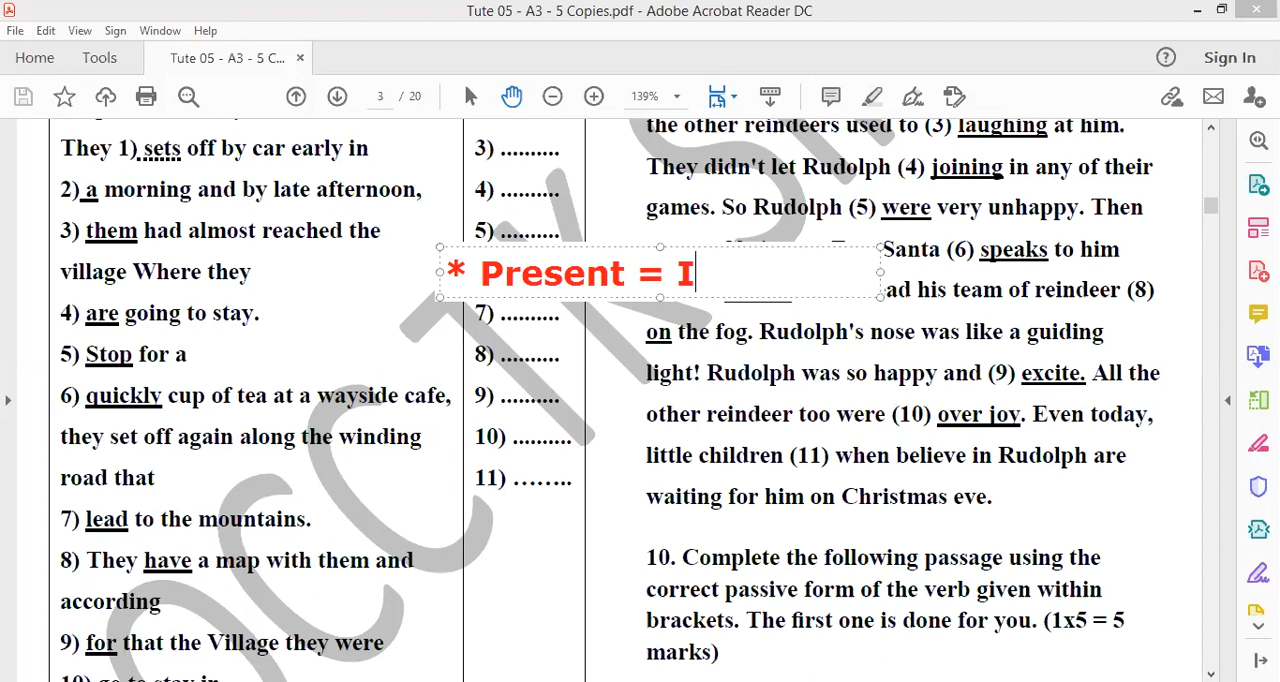 Tute 05 - A3 - 5 Copies.pdf - Adobe Acrobat Reader DC
File Edit View Sign Window Help
Home Tools Tute 05 - A3 - 5 C... × Sign In
3 / 20 139%
They 1) sets off by car early in
2) a morning and by late afternoon,
3) them had almost reached the
village Where they
4) are going to stay.
5) Stop for a
6) quickly cup of tea at a wayside cafe,
they set off again along the winding
road that
7) lead to the mountains.
8) They have a map with them and
according
9) for that the Village they were
10) go to stay in
3) ..........
4) ..........
5) ..........
7) ..........
8) ..........
9) ..........
10) ..........
11) ……..
* Present = I
the other reindeers used to (3) laughing at him.
They didn't let Rudolph (4) joining in any of their
games. So Rudolph (5) were very unhappy. Then
Santa (6) speaks to him
ad his team of reindeer (8)
on the fog. Rudolph's nose was like a guiding
light! Rudolph was so happy and (9) excite. All the
other reindeer too were (10) over joy. Even today,
little children (11) when believe in Rudolph are
waiting for him on Christmas eve.
10. Complete the following passage using the
correct passive form of the verb given within
brackets. The first one is done for you. (1x5 = 5
marks)